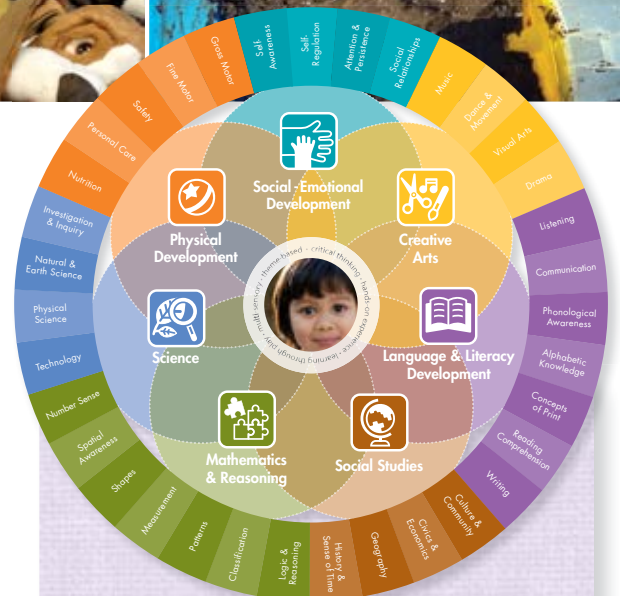 Self-
Awareness
Self-
Regulation
Attention &
Persistence
Social
Relationships
Music
Dance &
Movement
Visual Arts
Drama
Listening
Communication
Phonological
Awareness
Alphabetic
Knowledge
Concepts
of Print
Reading
Comprehension
Writing
Culture &
Community
Civics &
Economics
Geography
History &
Sense of Time
Logic &
Reasoning
Classification
Patterns
Measurement
Shapes
Spatial
Awareness
Number Sense
Technology
Physical
Science
Natural &
Earth Science
Investigation
& Inquiry
Nutrition
Personal Care
Safety
Fine Motor
Gross Motor
Social-Emotional
Development
Creative
Arts
Language & Literacy
Development
Social Studies
Mathematics
& Reasoning
Science
Physical
Development
multi sensory • theme-based • critical thinking • hands-on experience • learning through play •